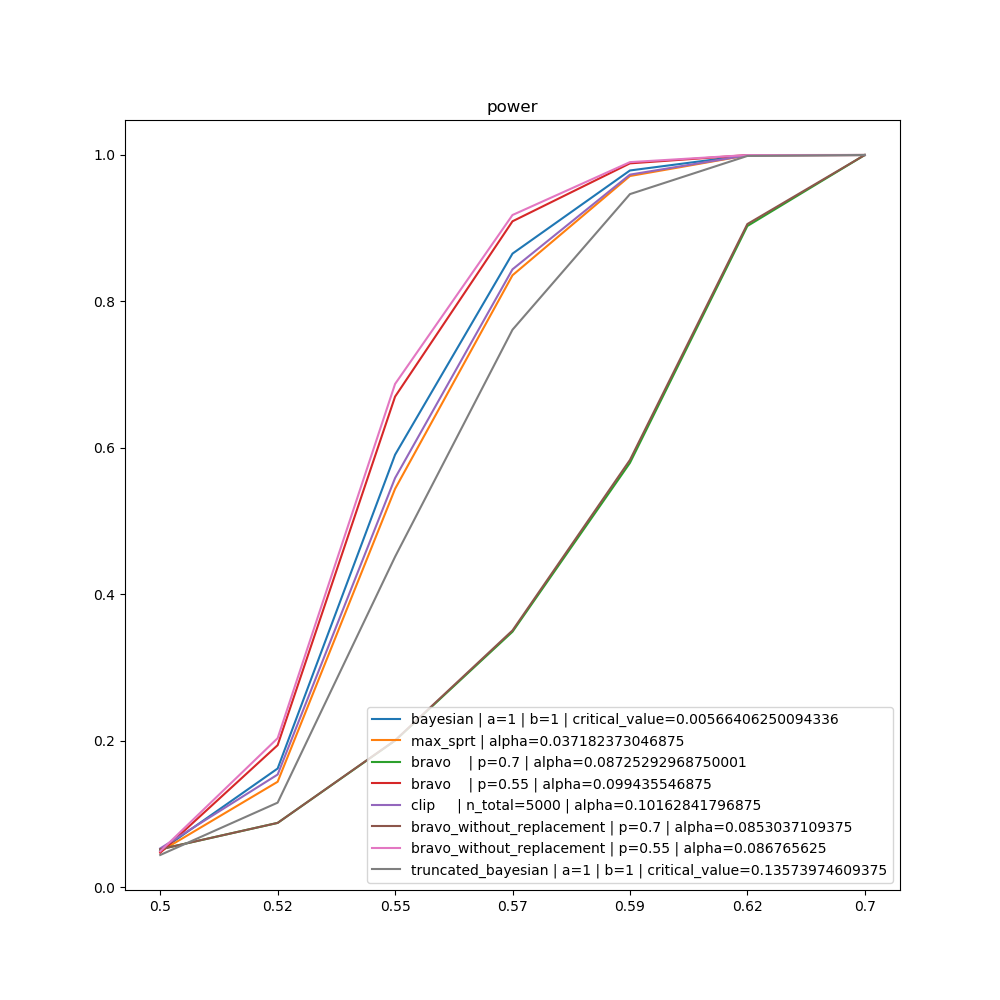 power
1.0
0.8
0.6
0.4
0.2
0.0
bayesian | a=1 | b=1 | critical_value=0.00566406250094336
max_sprt | alpha=0.037182373046875
bravo    | p=0.7 | alpha=0.08725292968750001
bravo    | p=0.55 | alpha=0.099435546875
clip     | n_total=5000 | alpha=0.10162841796875
bravo_without_replacement | p=0.7 | alpha=0.0853037109375
bravo_without_replacement | p=0.55 | alpha=0.086765625
truncated_bayesian | a=1 | b=1 | critical_value=0.13573974609375
0.5 0.52 0.55 0.57 0.59 0.62 0.7